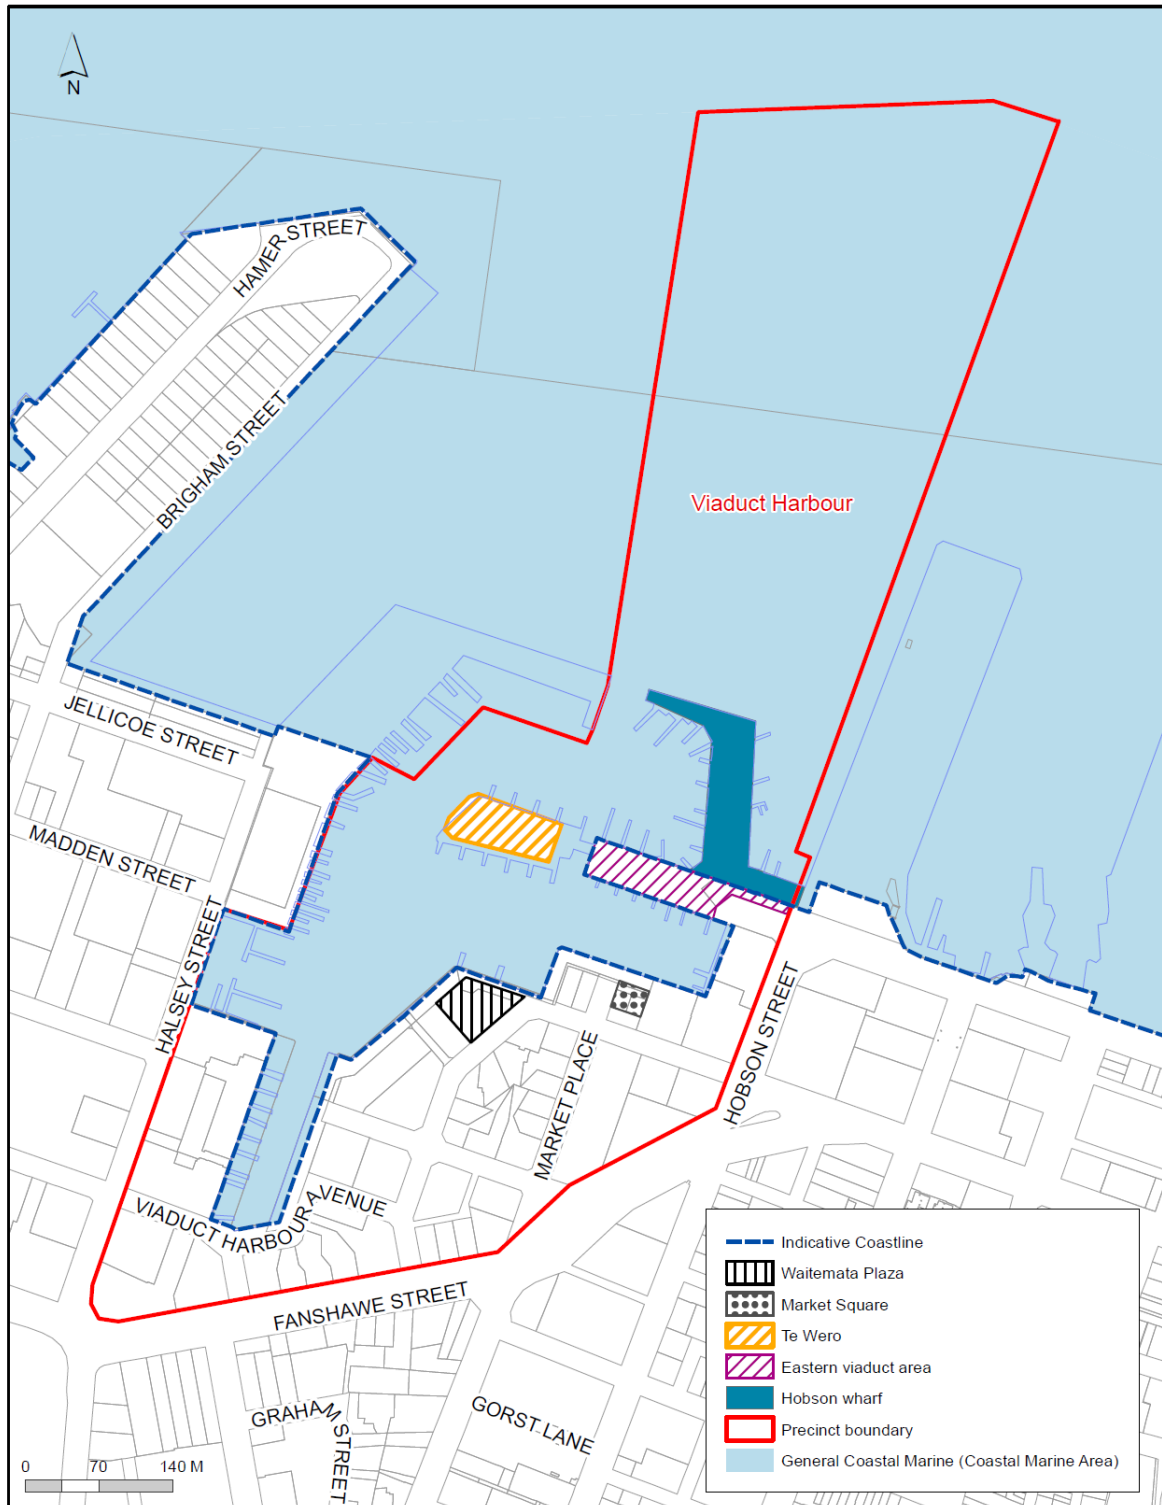 N
HAMER STREET
BRIGHAM STREET
Viaduct Harbour
JELLICOE STREET
MADDEN STREET
HALSEY STREET
HOBSON STREET
MARKET PLACE
VIADUCT HARBOUR AVENUE
FANSHAWE STREET
GRAHAM STREET
GORST LANE
Indicative Coastline
Waitemata Plaza
Market Square
Te Wero
Eastern viaduct area
Hobson wharf
Precinct boundary
General Coastal Marine (Coastal Marine Area)
0 70 140 M